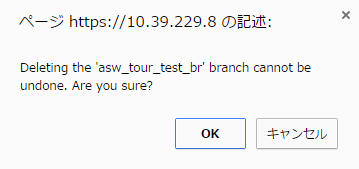 ページ https://10.39.229.8 の記述:
Deleting the 'asw_tour_test_br' branch cannot be
undone. Are you sure?
OK
キャンセル